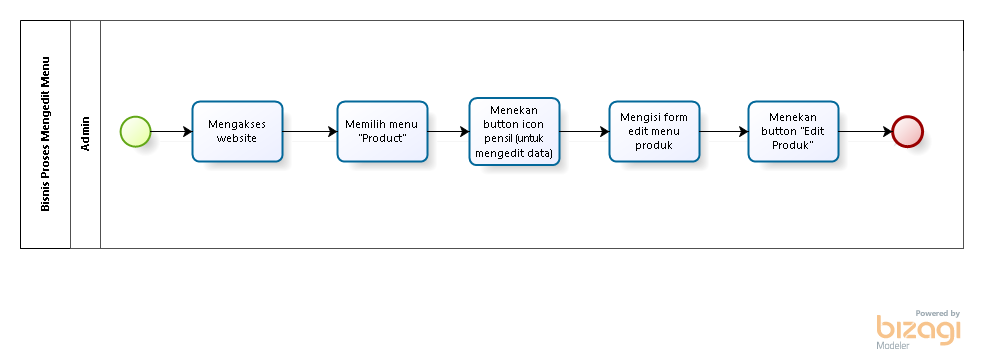 Bisnis Proses Mengedit Menu
Admin
Mengakses
website
Memilih menu
"Product"
Menekan
button icon
pensil (untuk
mengedit data)
Mengisi form
edit menu
produk
Menekan
button "Edit
Produk"
Powered by
bizagi
Modeler